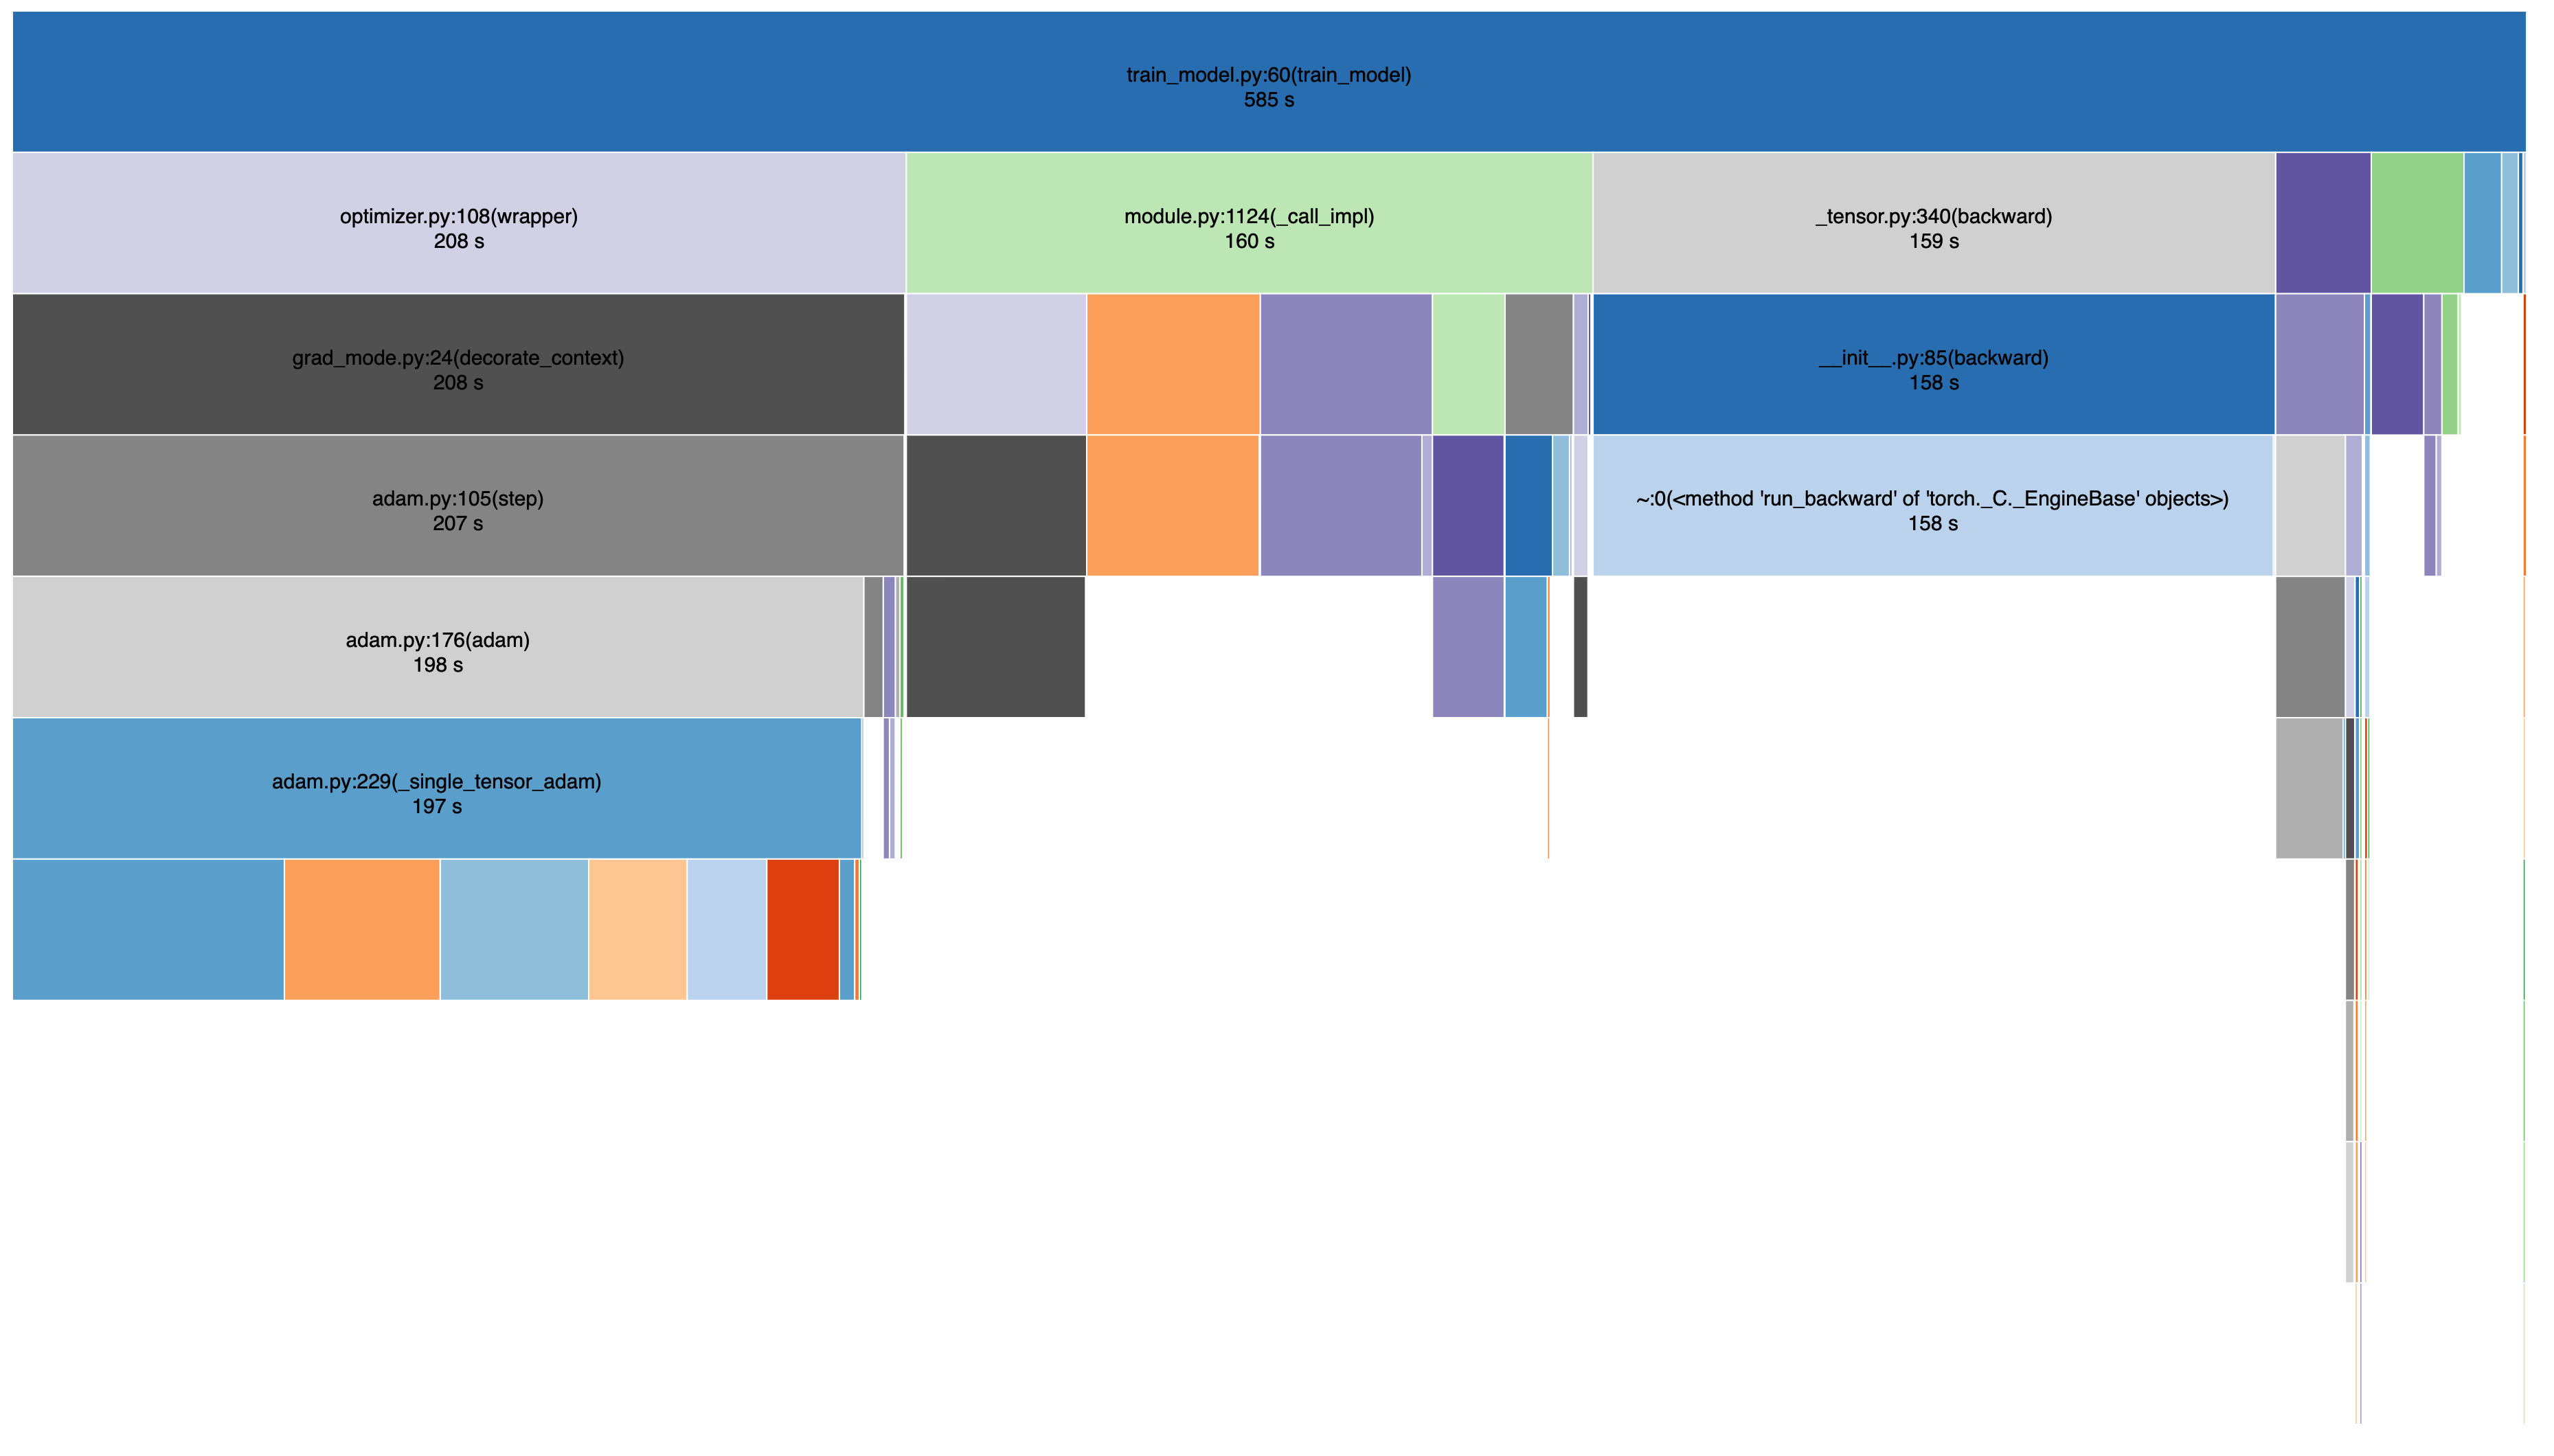 train_model.py:60(train_model)
585 s
optimizer.py:108(wrapper)
208 s
module.py:1124(_call_impl)
160 s
_tensor.py:340(backward)
159 s
grad_mode.py:24(decorate_context)
208 s
__init__.py:85(backward)
158 s
adam.py:105(step)
207 s
~:0(<method 'run_backward' of 'torch._C._EngineBase' objects>)
158 s
adam.py:176(adam)
198 s
adam.py:229(_single_tensor_adam)
197 s